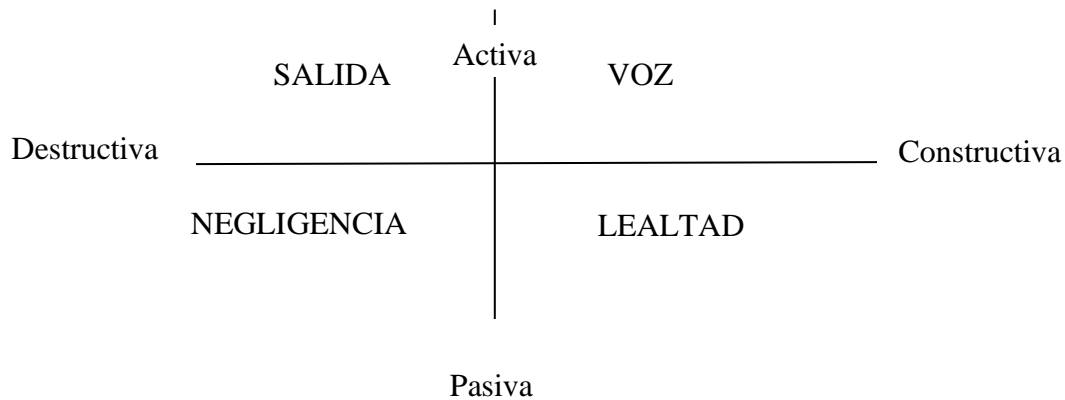 Activa
SALIDA VOZ
Destructiva Constructiva
NEGLIGENCIA LEALTAD
Pasiva